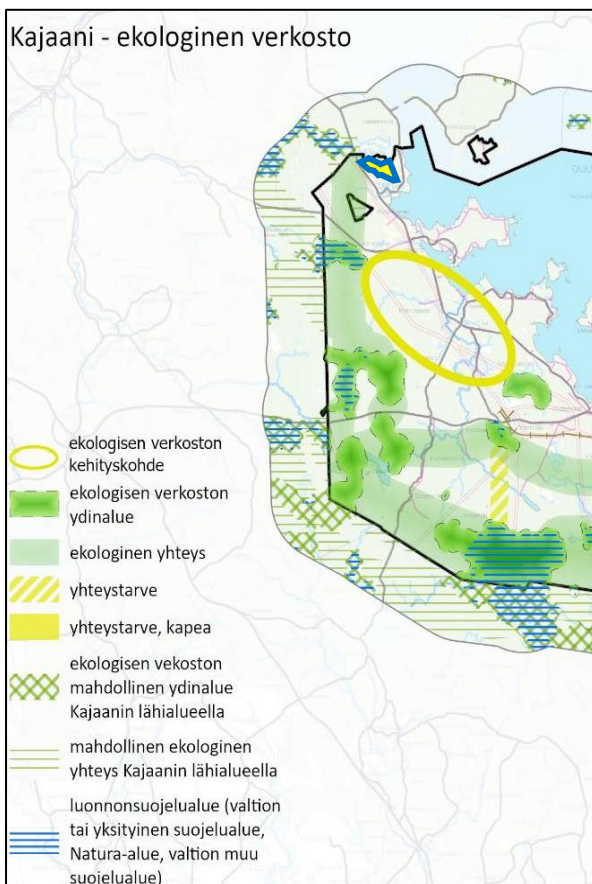 Kajaani - ekologinen verkosto
ekologisen verkoston
kehityskohde
ekologisen verkoston
ydinalue
ekologinen yhteys
yhteystarve
yhteystarve, kapea
ekologisen vekoston
mahdollinen ydinalue
Kajaanin lähialueella
mahdollinen ekologinen
yhteys Kajaanin lähialueella
luonnonsuojelualue (valtion
tai yksityinen suojelualue,
Natura-alue, valtion muu
suojelualue)